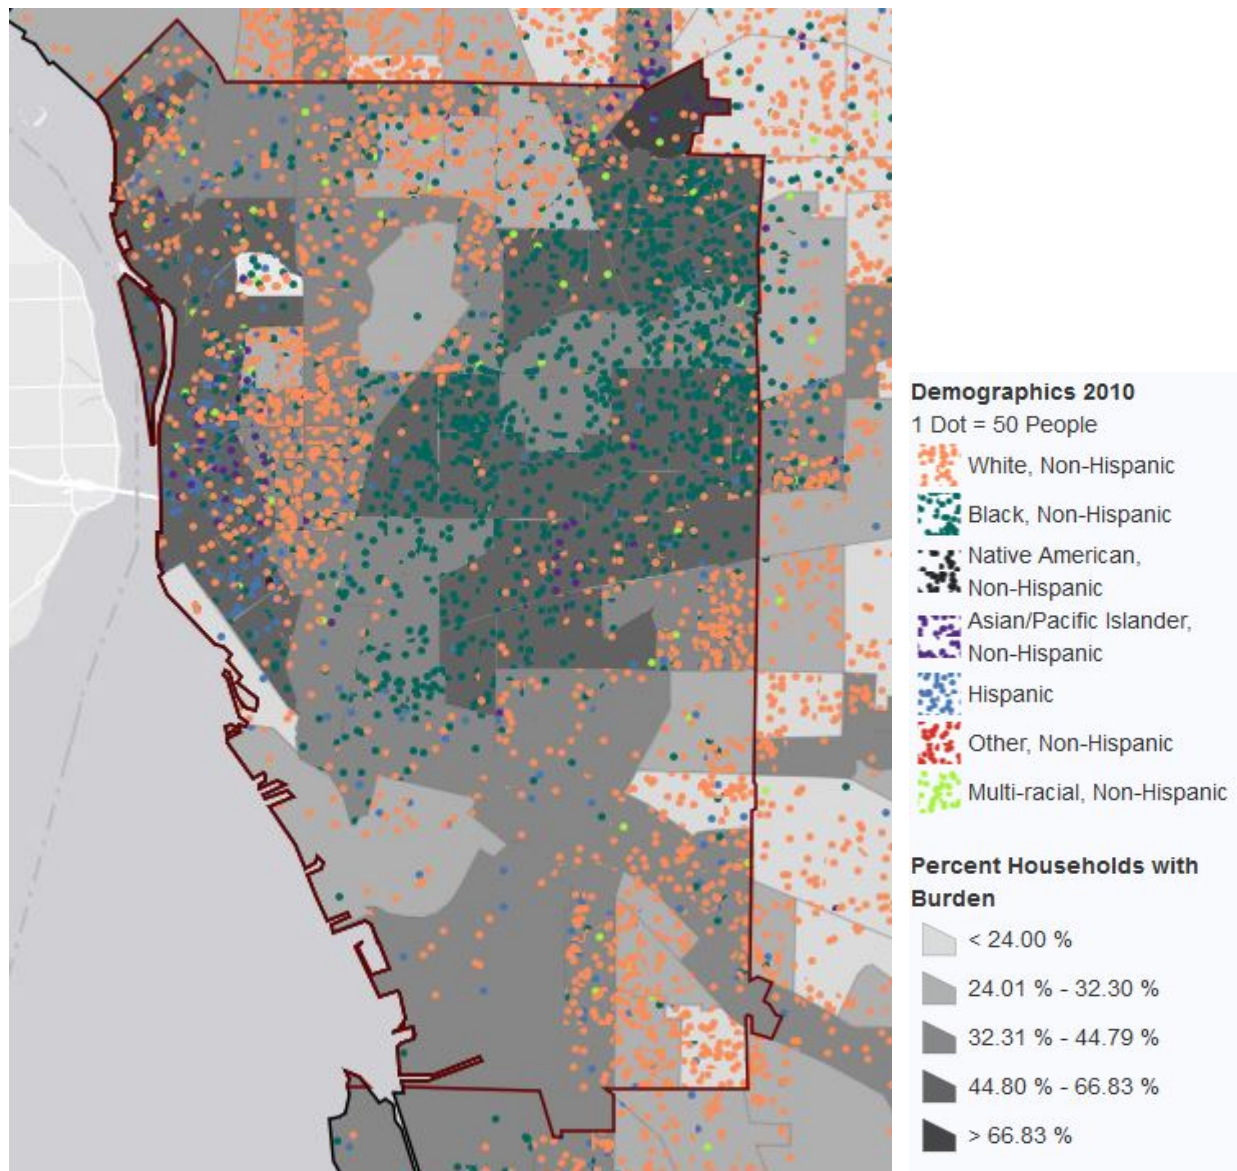 Demographics 2010
1 Dot = 50 People
White, Non-Hispanic
Black, Non-Hispanic
Native American,
Non-Hispanic
Asian/Pacific Islander,
Non-Hispanic
Hispanic
Other, Non-Hispanic
Multi-racial, Non-Hispanic
Percent Households with
Burden
< 24.00 %
24.01 % - 32.30 %
32.31 % - 44.79 %
44.80 % - 66.83 %
> 66.83 %